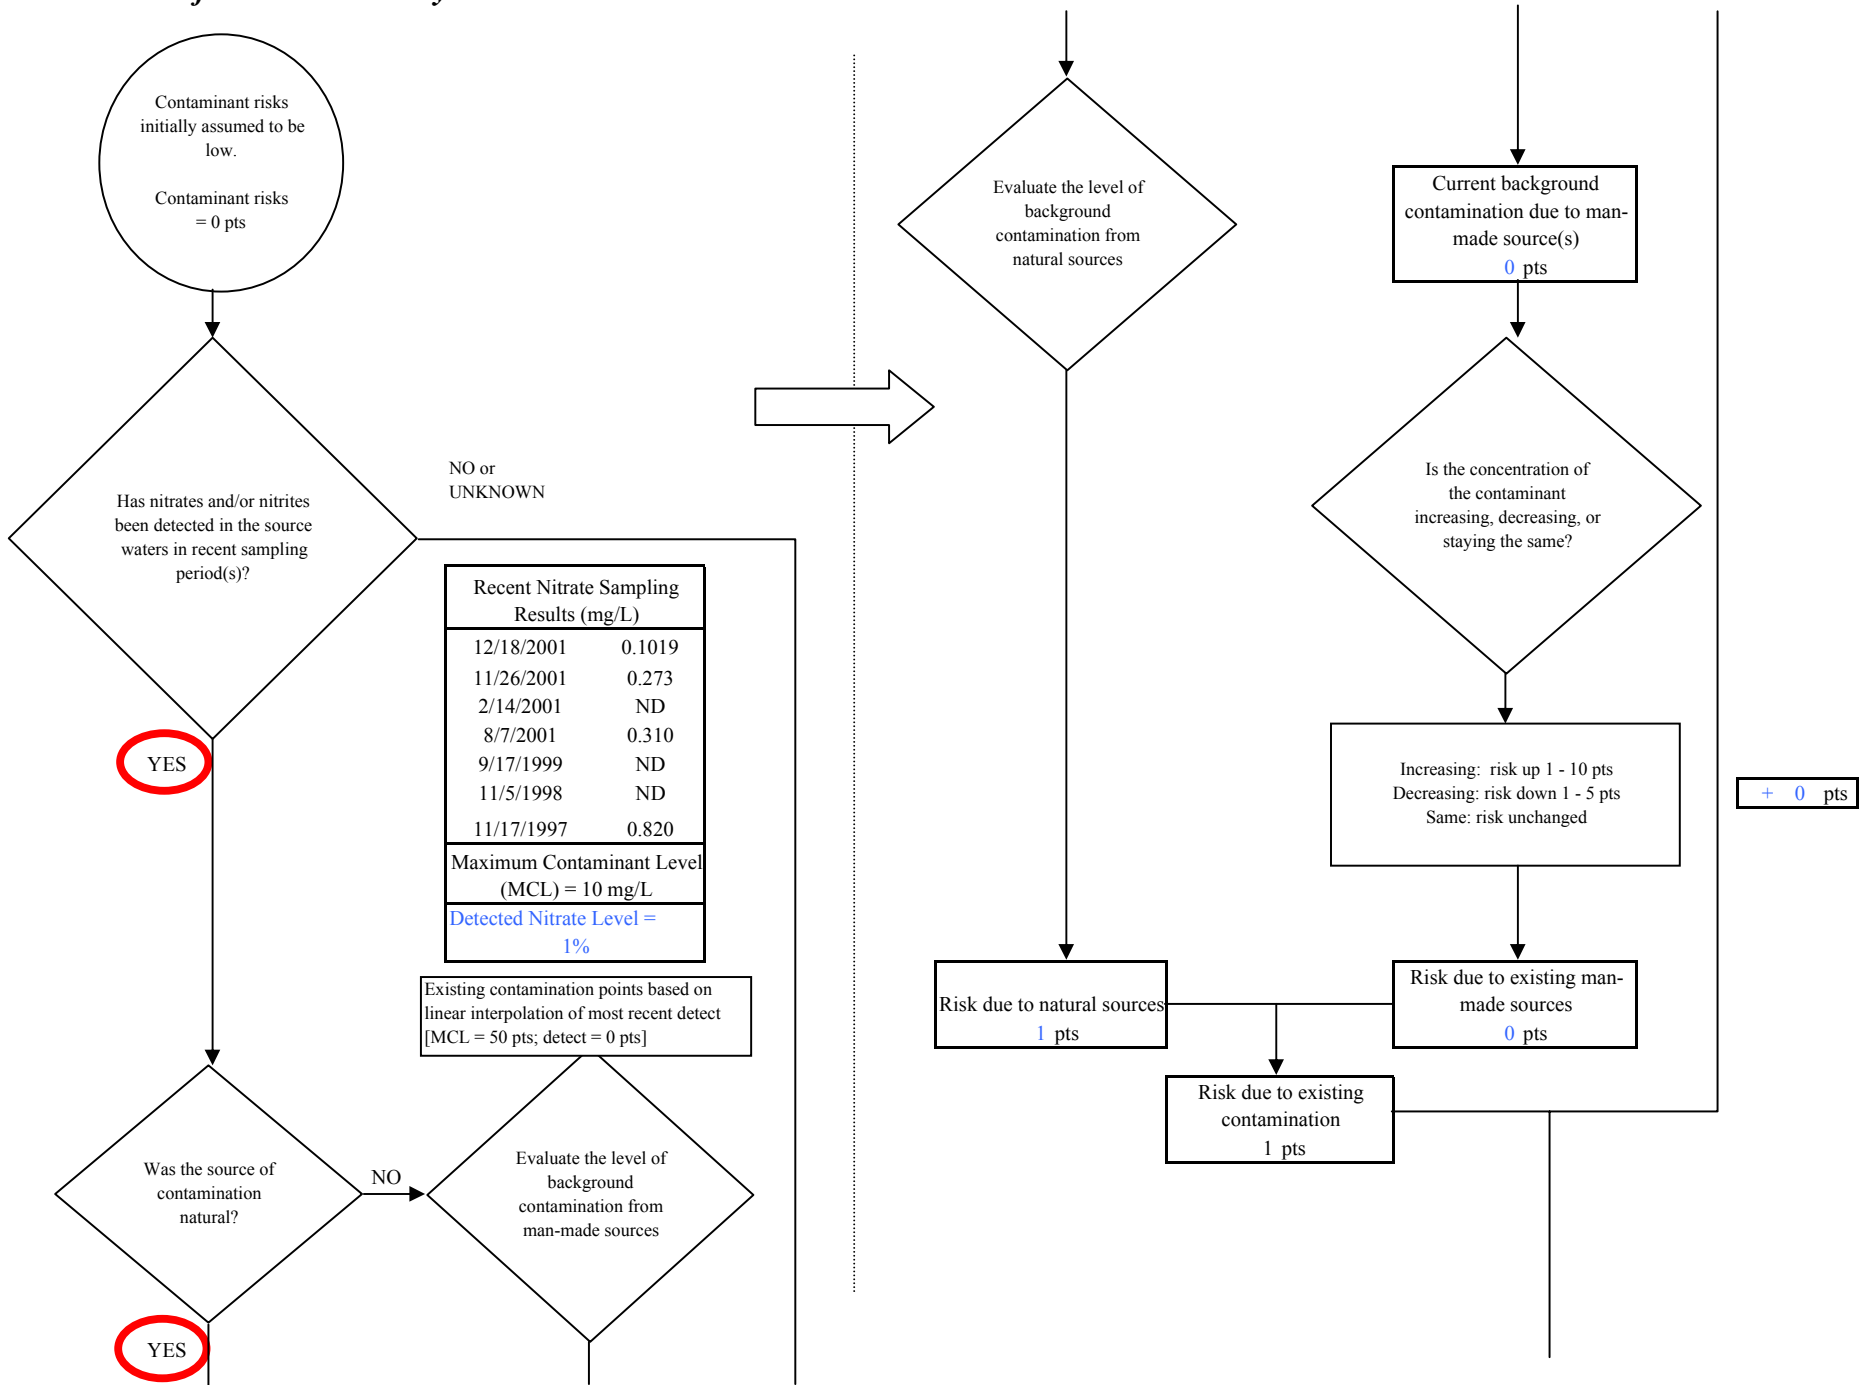 Contaminant risks
initially assumed to be
low.
Contaminant risks
= 0 pts
Has nitrates and/or nitrites
been detected in the source
waters in recent sampling
period(s)?
NO or
UNKNOWN
YES
Recent Nitrate Sampling
Results (mg/L)
12/18/2001 0.1019
11/26/2001 0.273
2/14/2001 ND
8/7/2001 0.310
9/17/1999 ND
11/5/1998 ND
11/17/1997 0.820
Maximum Contaminant Level
(MCL) = 10 mg/L
Detected Nitrate Level =
1%
Existing contamination points based on
linear interpolation of most recent detect
[MCL = 50 pts; detect = 0 pts]
Was the source of
contamination
natural?
NO
Evaluate the level of
background
contamination from
man-made sources
YES
Evaluate the level of
background
contamination from
natural sources
Current background
contamination due to man-
made source(s)
0 pts
Is the concentration of
the contaminant
increasing, decreasing, or
staying the same?
Increasing: risk up 1 - 10 pts
Decreasing: risk down 1 - 5 pts
Same: risk unchanged
+ 0 pts
Risk due to natural sources
1 pts
Risk due to existing man-
made sources
0 pts
Risk due to existing
contamination
1 pts